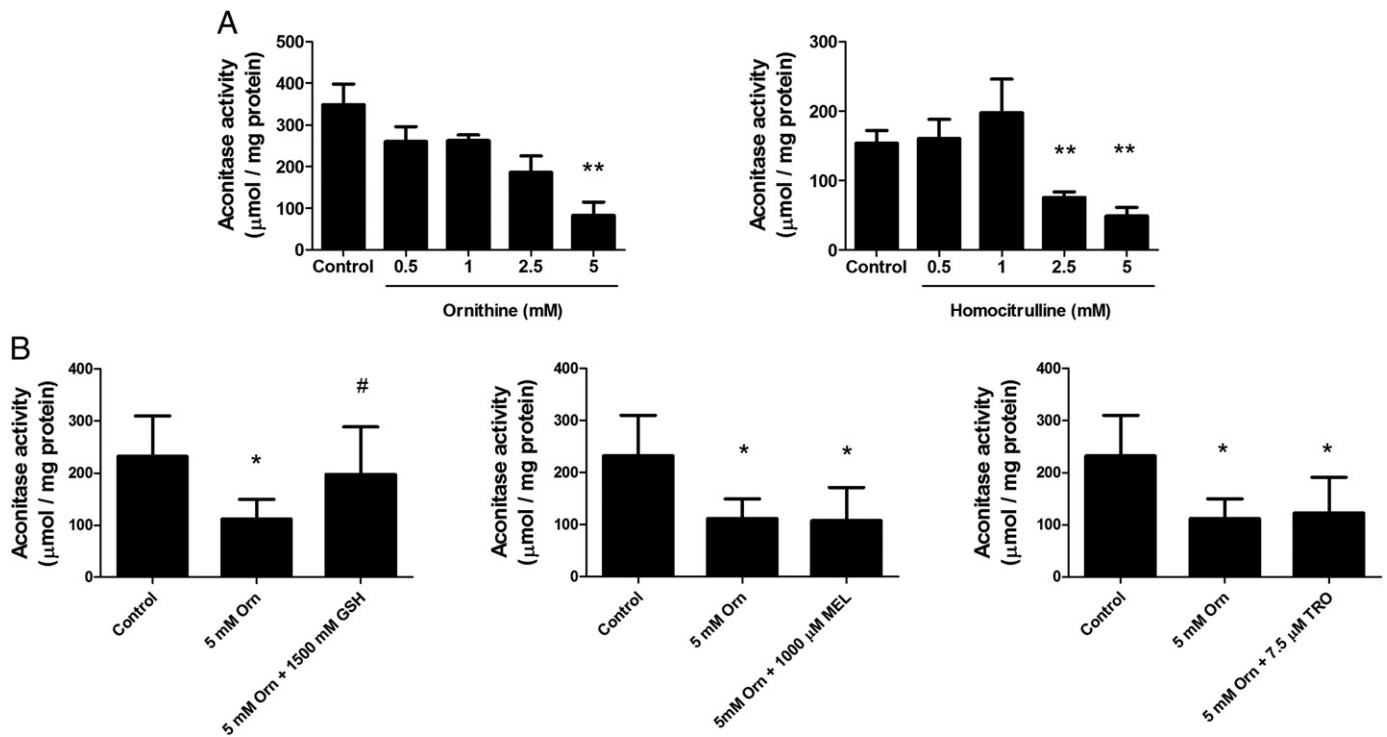 A
Aconitase activity
(μmol / mg protein)
500
400
300
200
100
0
**
Control 0.5 1 2.5 5
Ornithine (mM)
Aconitase activity
(μmol / mg protein)
300
200
100
0
** **
Control 0.5 1 2.5 5
Homocitrulline (mM)
B
Aconitase activity
(μmol / mg protein)
400
300
200
100
0
* #
Control
5 mM Orn
5 mM Orn + 1500 mM GSH
Aconitase activity
(μmol / mg protein)
400
300
200
100
0
* *
Control
5 mM Orn
5mM Orn + 1000 μM MEL
Aconitase activity
(μmol / mg protein)
400
300
200
100
0
* *
Control
5 mM Orn
5 mM Orn + 7.5 μM TRO